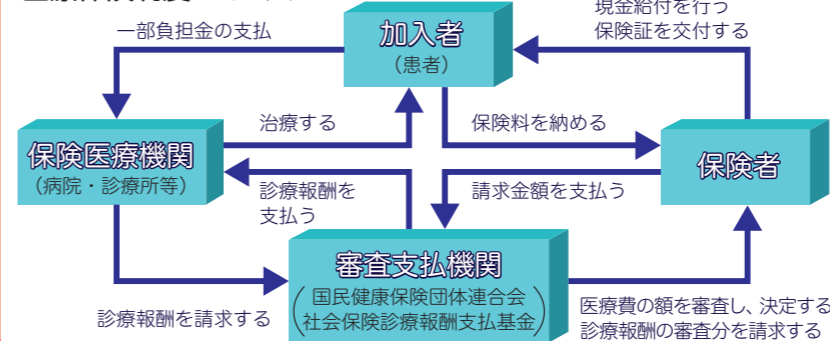 現金給付を行う
一部負担金の支払
加入者
保険証を交付する
(患者)
治療する
保険料を納める
保険医療機関
(病院・診療所等)
保険者
診療報酬を
支払う
請求金額を支払う
審査支払機関
国民健康保険団体連合会
社会保険診療報酬支払基金
診療報酬を請求する
医療費の額を審査し、決定する
診療報酬の審査分を請求する